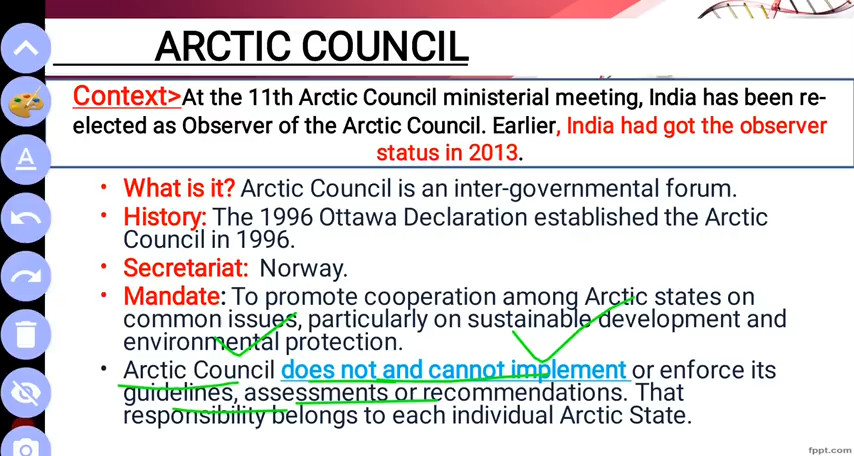 ARCTIC COUNCIL
Context>At the 11th Arctic Council ministerial meeting, India has been re-
elected as Observer of the Arctic Council. Earlier, India had got the observer
status in 2013.
• What is it? Arctic Council is an inter-governmental forum.
• History: The 1996 Ottawa Declaration established the Arctic
Council in 1996.
• Secretariat: Norway.
• Mandate: To promote cooperation among Arctic states on
common issues, particularly on sustainable development and
environmental protection.
• Arctic Council does not and cannot implement or enforce its
guidelines, assessments or recommendations. That
responsibility belongs to each individual Arctic State.
A
fppt.com